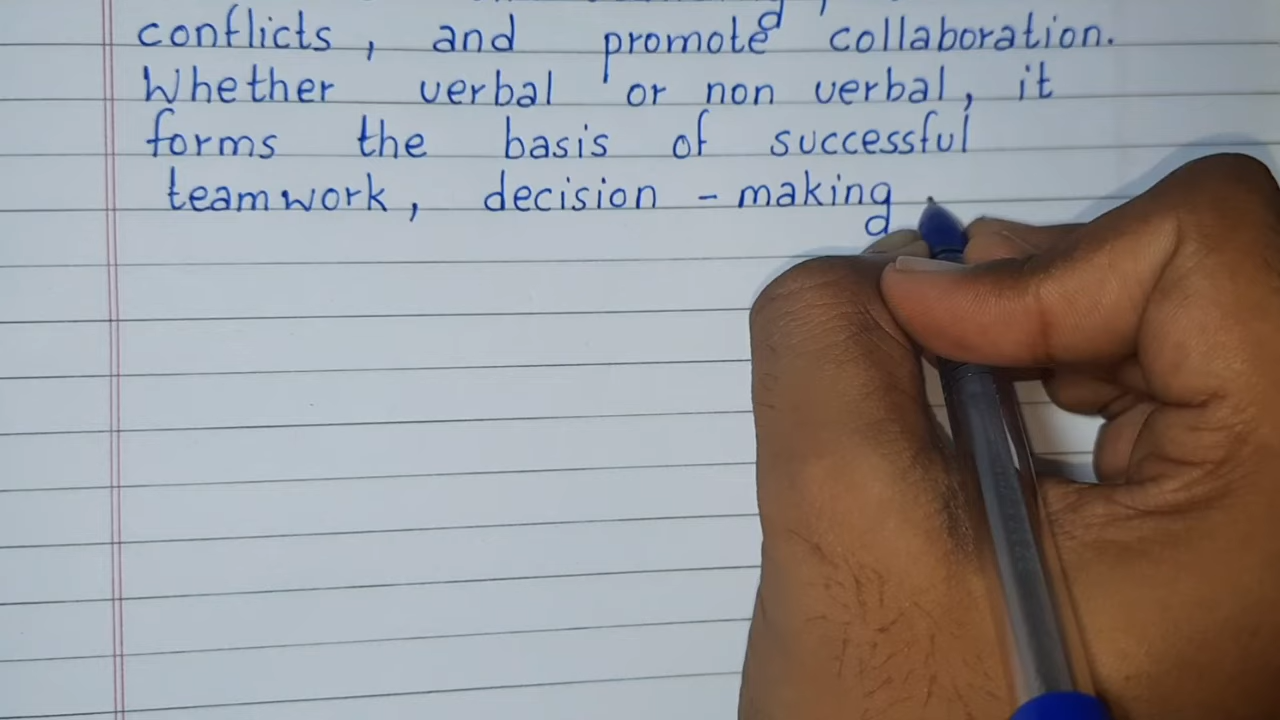 conflicts, and promote collaboration.
Whether verbal or non verbal, it
forms the basis of successful
teamwork, decision - making